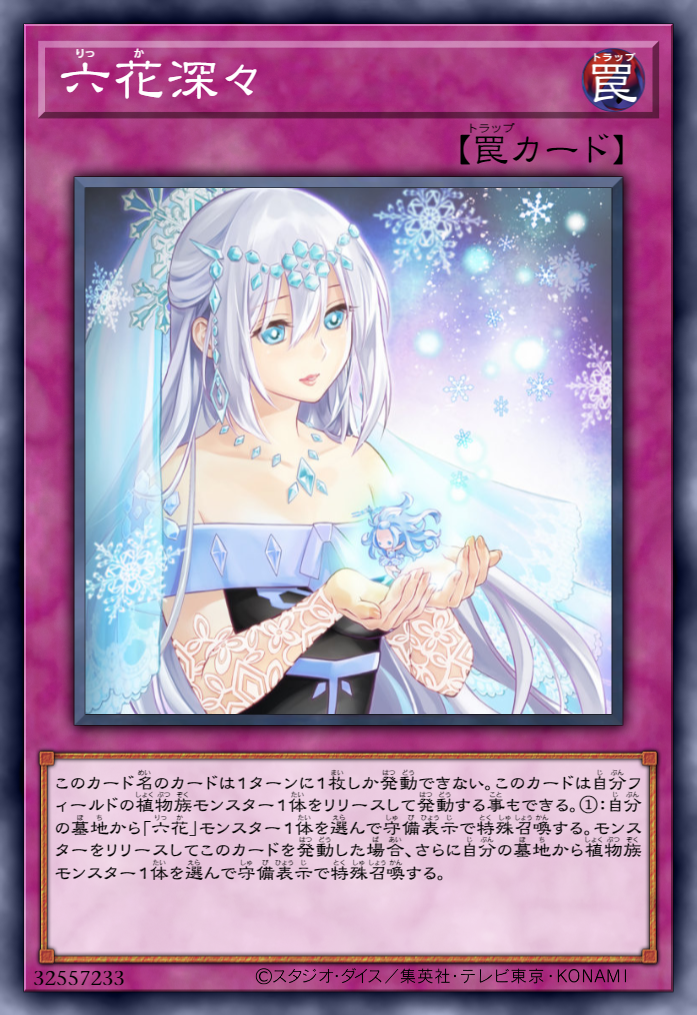 六花深々
罠
【罠カード】
このカード名のカードは1ターンに1枚しか発動できない。このカードは自分フ
ィールドの植物族モンスター1体をリリースして発動する事もできる。①:自分
の墓地から「六花」モンスター1体を選んで守備表示で特殊召喚する。モンス
ターをリリースしてこのカードを発動した場合、さらに自分の墓地から植物族
モンスター1体を選んで守備表示で特殊召喚する。
32557233 ©スタジオ・ダイス/集英社・テレビ東京・KONAMI